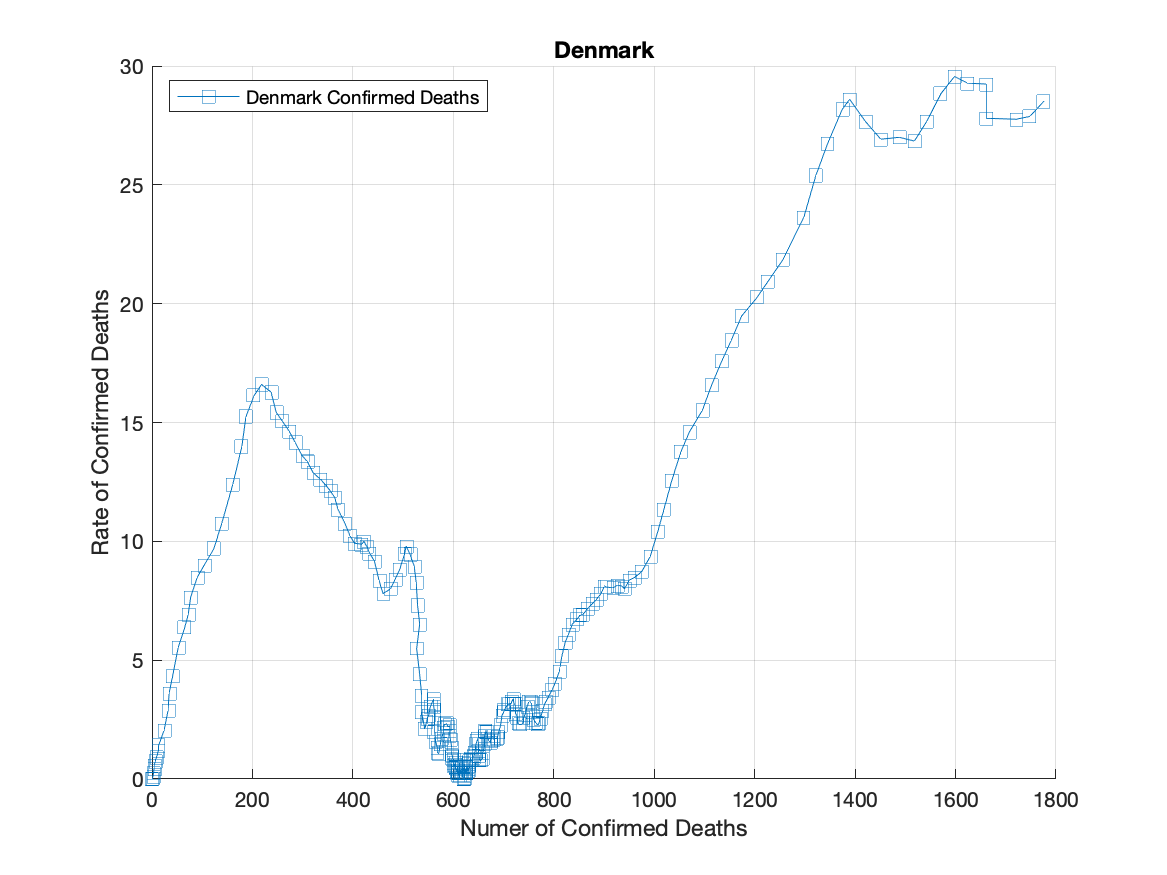 Denmark
Denmark Confirmed Deaths
Rate of Confirmed Deaths
30
25
20
15
10
5
0
0 200 400 600 800 1000 1200 1400 1600 1800
Numer of Confirmed Deaths